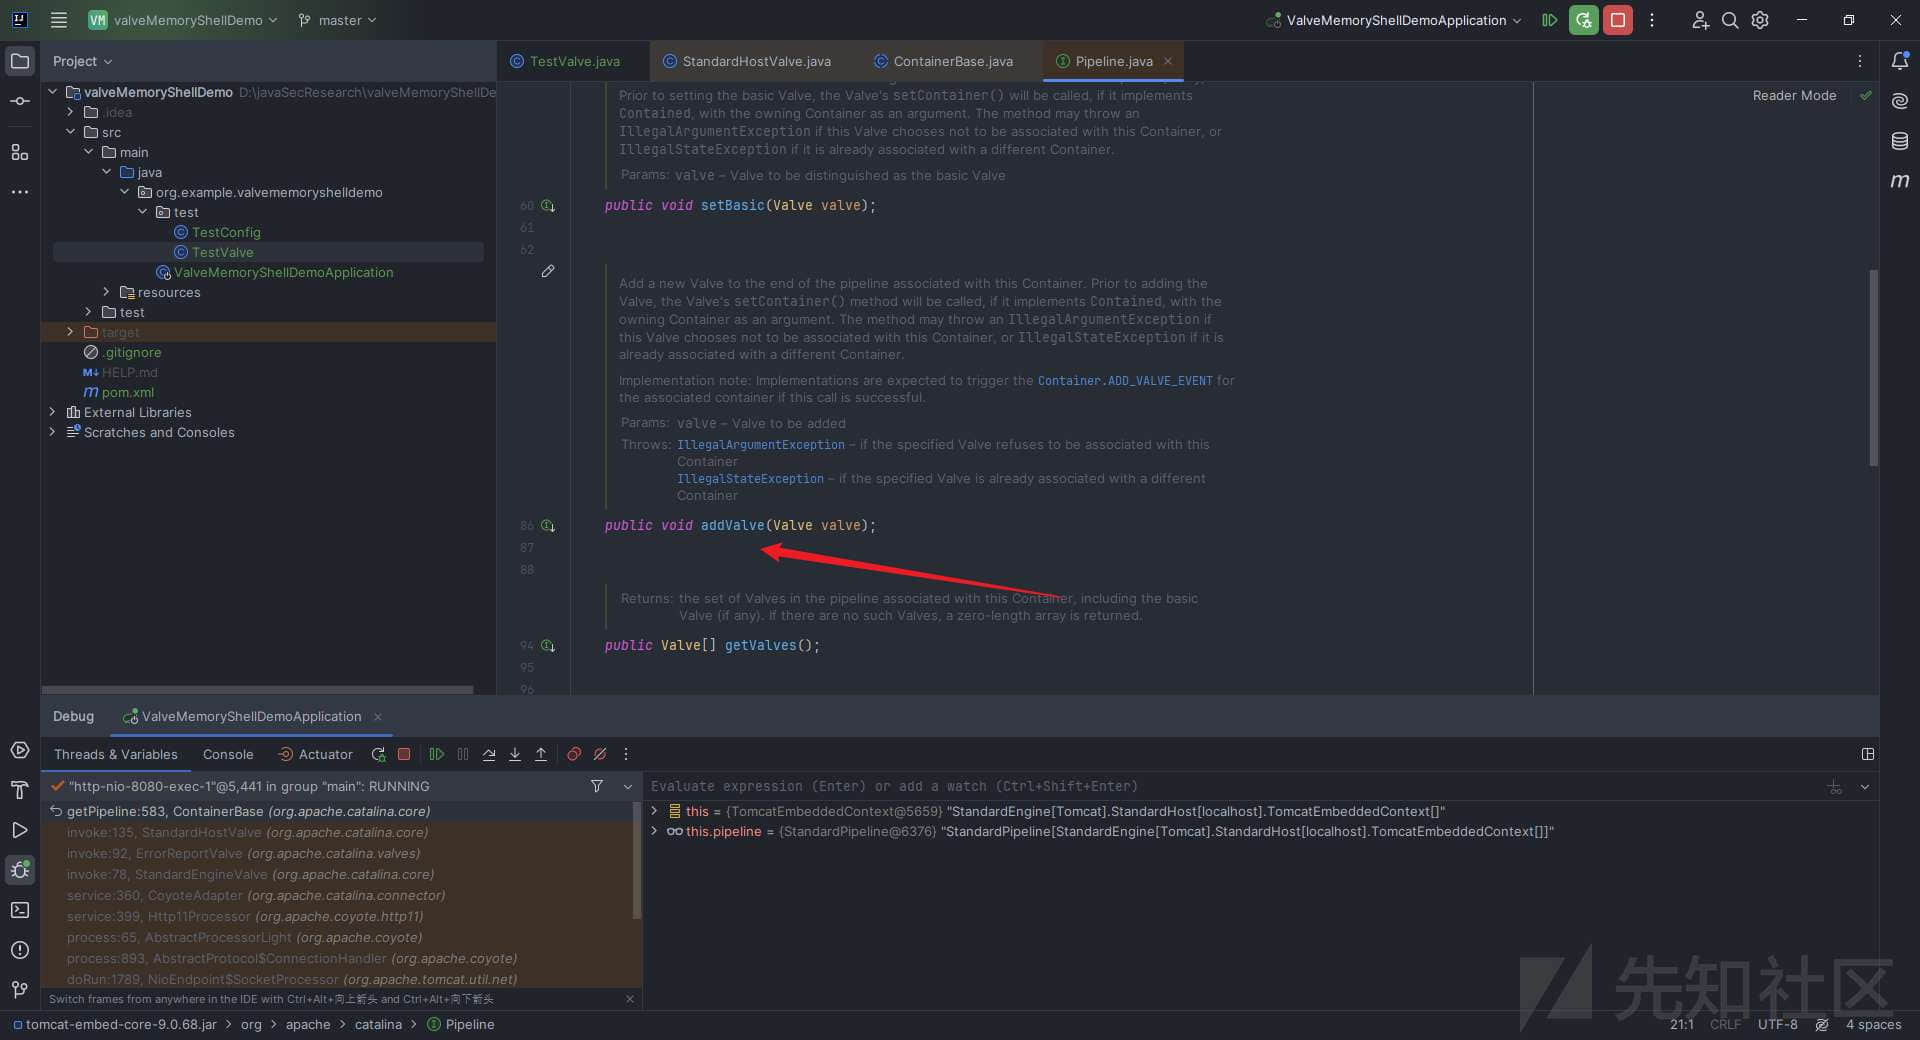 VM valveMemoryShellDemo master ValveMemoryShellDemoApplication
Project
TestValve.java StandardHostValve.java ContainerBase.java Pipeline.java
valveMemoryShellDemo D:\javaSecResearch\valveMemoryShellDe
.idea
src
main
java
org.example.valvememoryshelldemo
test
TestConfig
TestValve
ValveMemoryShellDemoApplication
resources
test
target
.gitignore
M↓ HELP.md
m pom.xml
External Libraries
Scratches and Consoles
Reader Mode
Prior to setting the basic Valve, the Valve's setContainer() will be called, if it implements
Contained, with the owning Container as an argument. The method may throw an
IllegalArgumentException if this Valve chooses not to be associated with this Container, or
IllegalStateException if it is already associated with a different Container.
Params: valve – Valve to be distinguished as the basic Valve
60 public void setBasic(Valve valve);
61
62
Add a new Valve to the end of the pipeline associated with this Container. Prior to adding the
Valve, the Valve's setContainer() method will be called, if it implements Contained, with the
owning Container as an argument. The method may throw an IllegalArgumentException if
this Valve chooses not to be associated with this Container, or IllegalStateException if it is
already associated with a different Container.
Implementation note: Implementations are expected to trigger the Container.ADD_VALVE_EVENT for
the associated container if this call is successful.
Params: valve – Valve to be added
Throws: IllegalArgumentException – if the specified Valve refuses to be associated with this
Container
IllegalStateException – if the specified Valve is already associated with a different
Container
86 public void addValve(Valve valve);
87
88
Returns: the set of Valves in the pipeline associated with this Container, including the basic
Valve (if any). If there are no such Valves, a zero-length array is returned.
94 public Valve[] getValves();
95
96
Debug ValveMemoryShellDemoApplication
Threads & Variables Console Actuator
"http-nio-8080-exec-1"@5,441 in group "main": RUNNING
getPipeline:583, ContainerBase (org.apache.catalina.core)
invoke:135, StandardHostValve (org.apache.catalina.core)
invoke:92, ErrorReportValve (org.apache.catalina.valves)
invoke:78, StandardEngineValve (org.apache.catalina.core)
service:360, CoyoteAdapter (org.apache.catalina.connector)
service:399, Http11Processor (org.apache.coyote.http11)
process:65, AbstractProcessorLight (org.apache.coyote)
process:893, AbstractProtocol$ConnectionHandler (org.apache.coyote)
doRun:1789, NioEndpoint$SocketProcessor (org.apache.tomcat.util.net)
Switch frames from anywhere in the IDE with Ctrl+Alt+向上箭头 and Ctrl+Alt+向下箭头
Evaluate expression (Enter) or add a watch (Ctrl+Shift+Enter)
this = {TomcatEmbeddedContext@5659} "StandardEngine[Tomcat].StandardHost[localhost].TomcatEmbeddedContext[]"
this.pipeline = {StandardPipeline@6376} "StandardPipeline[StandardEngine[Tomcat].StandardHost[localhost].TomcatEmbeddedContext[]]"
先知社区
tomcat-embed-core-9.0.68.jar > org > apache > catalina > Pipeline
21:1 CRLF UTF-8 4 spaces